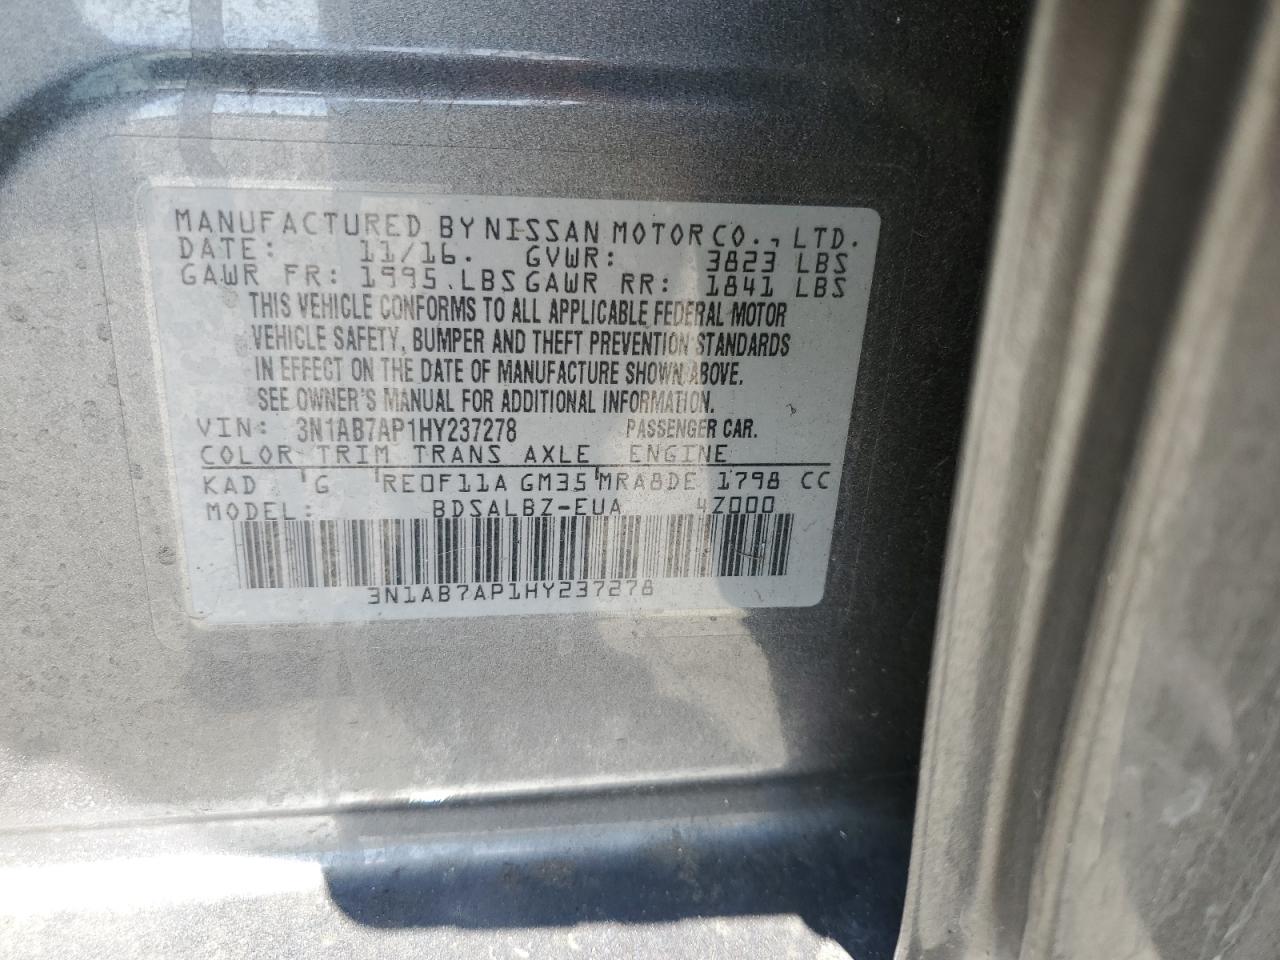 MANUFACTURED BY NISSAN MOTOR CO., LTD.
DATE: 11/16. GVWR: 3823 LBS
GAWR FR: 1995.LBS GAWR RR: 1841 LBS
THIS VEHICLE CONFORMS TO ALL APPLICABLE FEDERAL MOTOR
VEHICLE SAFETY, BUMPER AND THEFT PREVENTION STANDARDS
IN EFFECT ON THE DATE OF MANUFACTURE SHOWN ABOVE.
SEE OWNER'S MANUAL FOR ADDITIONAL INFORMATION.
VIN: 3N1AB7AP1HY237278 PASSENGER CAR.
COLOR TRIM TRANS AXLE ENGINE
KAD 'G 'RE0F11A GM35'MRA8DE 1798 CC
MODEL: BDSALBZ-EUA 4Z000
3N1AB7AP1HY237278